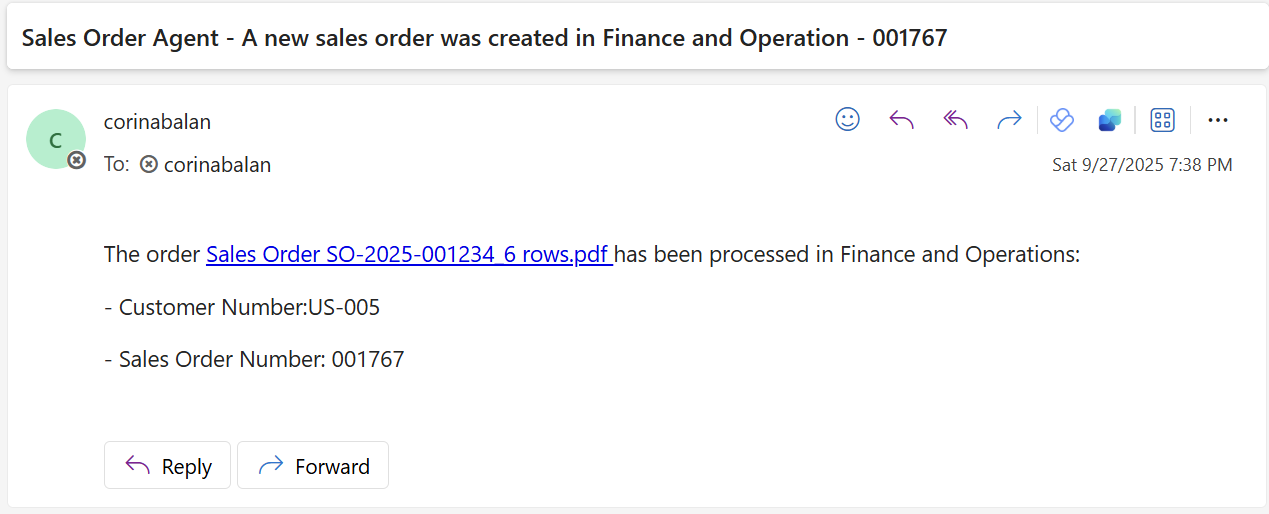 Sales Order Agent - A new sales order was created in Finance and Operation - 001767
C
corinabalan
To: corinabalan
Sat 9/27/2025 7:38 PM
The order Sales Order SO-2025-001234_6 rows.pdf has been processed in Finance and Operations:
- Customer Number:US-005
- Sales Order Number: 001767
Reply
Forward